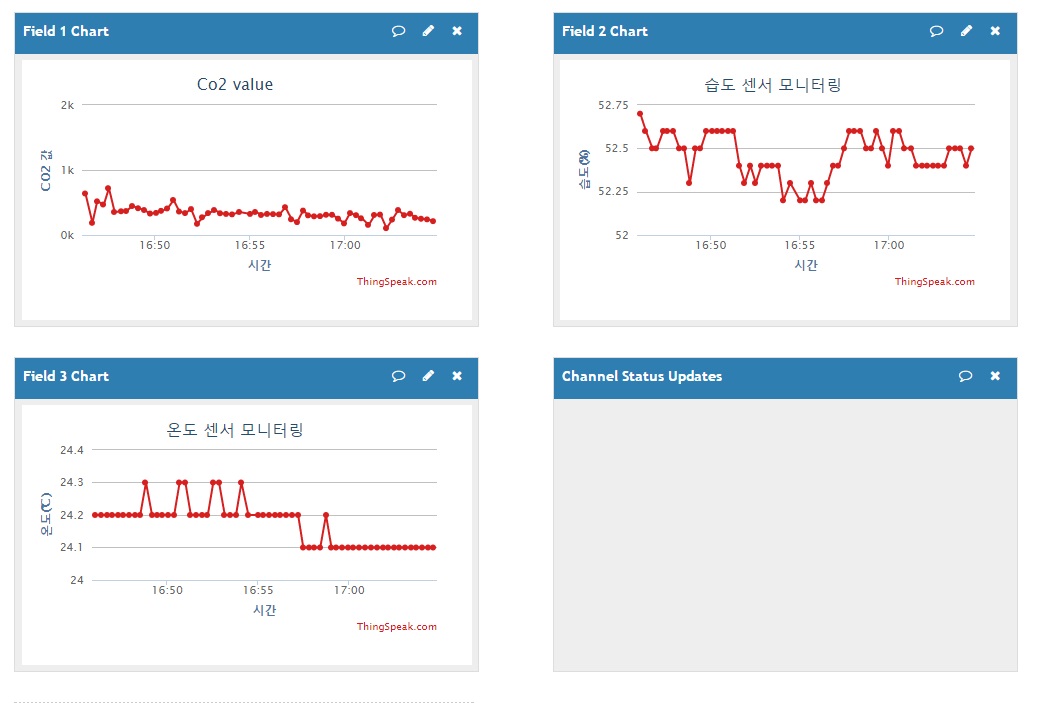 Field 1 Chart
Co2 value
2k
1k
0k
CO2 값
16:50 16:55 17:00
시간
ThingSpeak.com
Field 2 Chart
습도 센서 모니터링
52.75
52.5
52.25
52
습도(%)
16:50 16:55 17:00
시간
ThingSpeak.com
Field 3 Chart
온도 센서 모니터링
24.4
24.3
24.2
24.1
24
온도(℃)
16:50 16:55 17:00
시간
ThingSpeak.com
Channel Status Updates